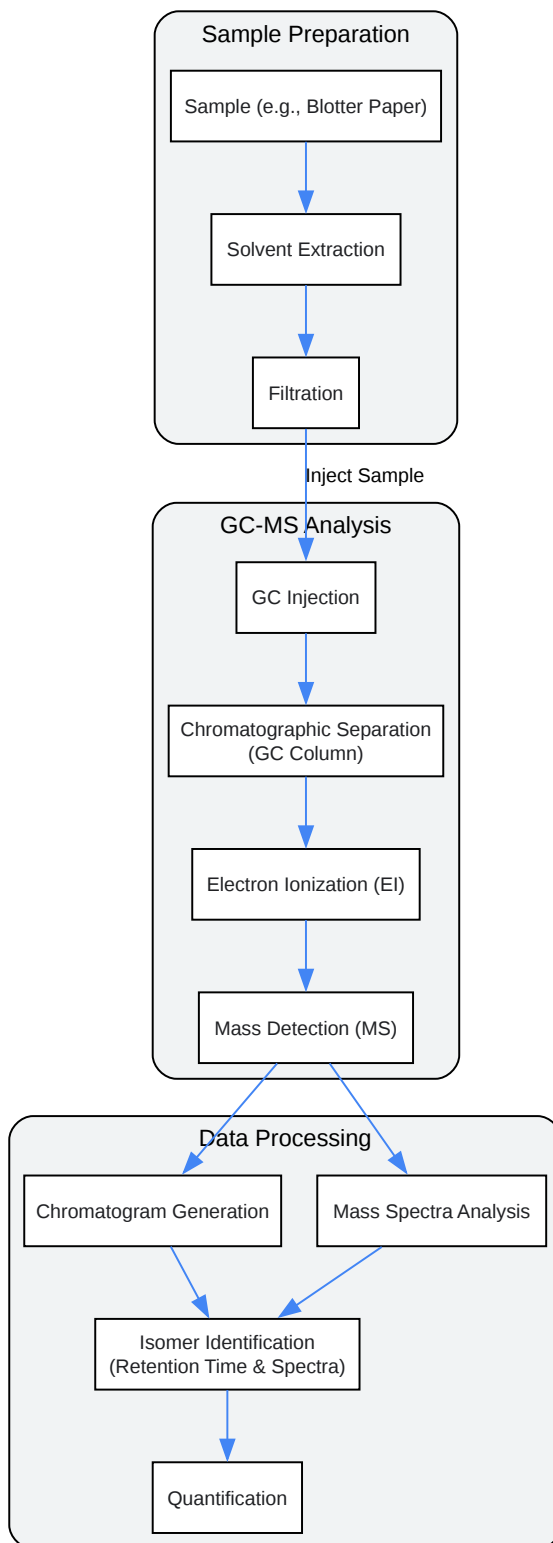 Sample Preparation
Sample (e.g., Blotter Paper)
Solvent Extraction
Filtration
Inject Sample
GC-MS Analysis
GC Injection
Chromatographic Separation
(GC Column)
Electron Ionization (EI)
Mass Detection (MS)
Data Processing
Chromatogram Generation
Mass Spectra Analysis
Isomer Identification
(Retention Time & Spectra)
Quantification